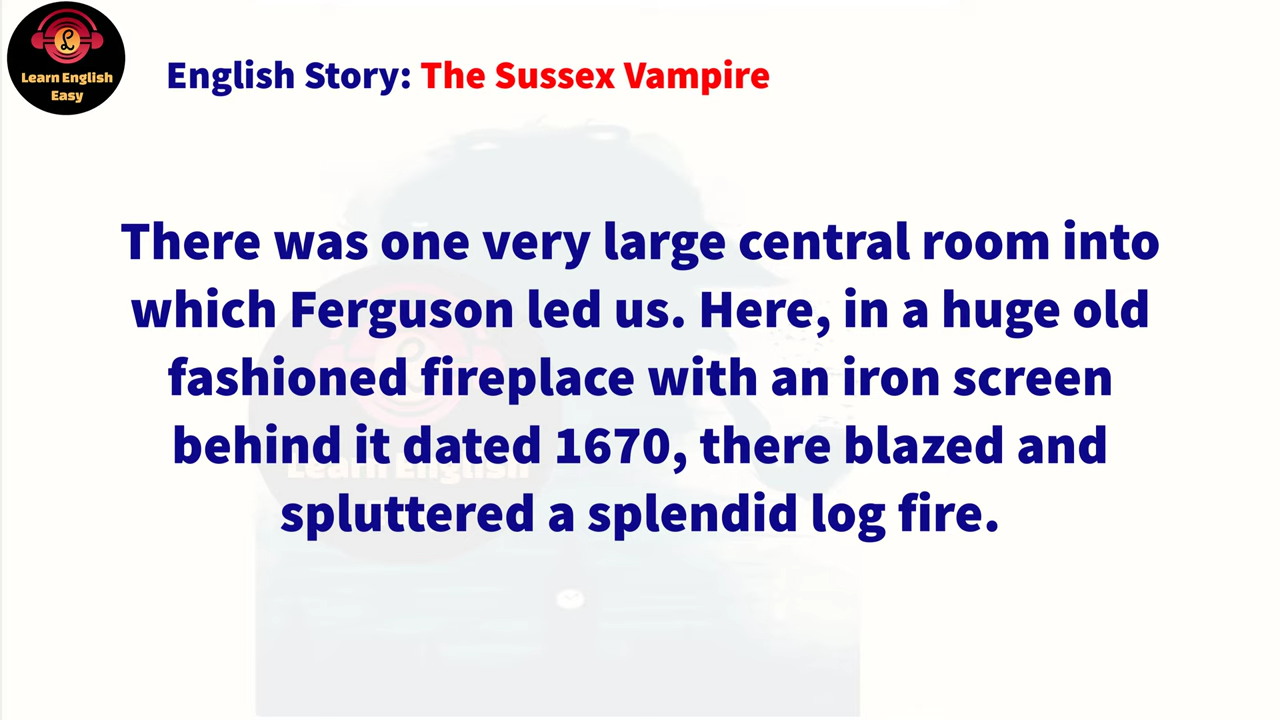 Learn English
Easy
English Story: The Sussex Vampire
There was one very large central room into
which Ferguson led us. Here, in a huge old
fashioned fireplace with an iron screen
behind it dated 1670, there blazed and
spluttered a splendid log fire.
Learn English